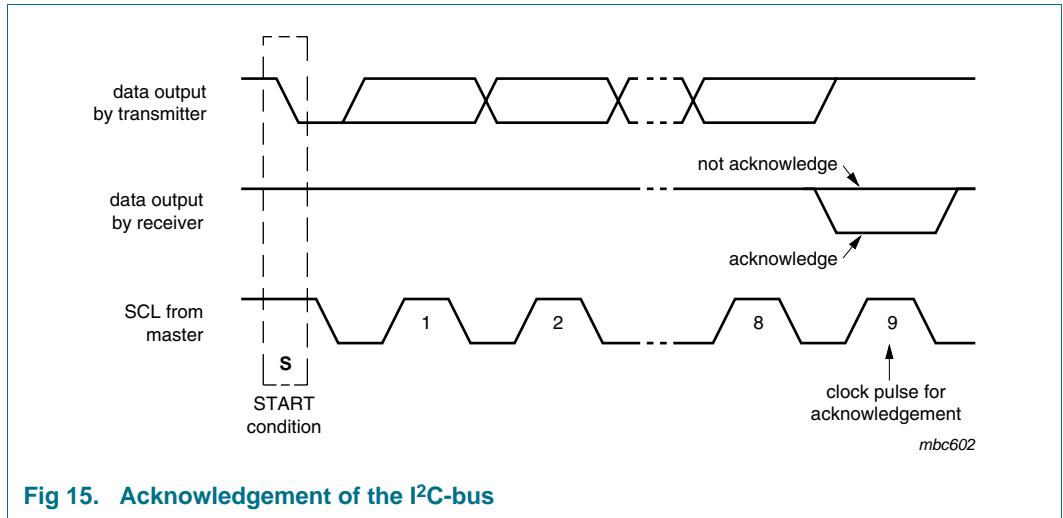 data output
by transmitter
not acknowledge
data output
by receiver
acknowledge
SCL from
master
1
2
8
9
S
START
condition
clock pulse for
acknowledgement
mbc602
Fig 15. Acknowledgement of the I²C-bus